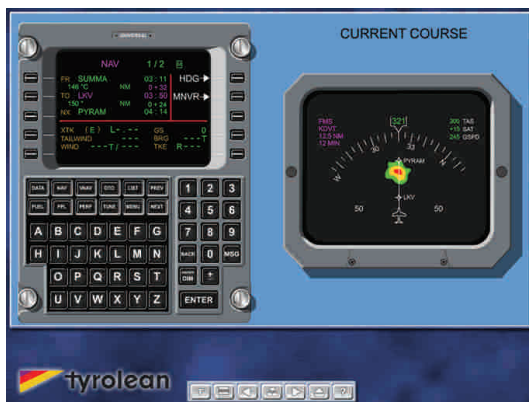 CURRENT COURSE
UNIVERSAL
NAV 1 / 2
FR SUMMA 02 : 11
HDG
146 °C NM 0 + 33
TO LKV 03 : 50
MNVR
150 ° NM 0 + 24
NX PYRAM 04 : 14
XTK ( E ) L - . - - GS 0
TAILWIND BRG - - - T
WIND - - - T / - - - TKE R - - -
DATA NAV VNAV DTO LIST PREV
FUEL FPL PERF TUNE MENU NEXT
1 2 3
4 5 6
7 8 9
BACK 0 MSG
DIM ±
ENTER
A B C D E F G
H I J K L M N
O P Q R S T
U V W X Y Z
FMS
KDVT
12.5 NM
12 MIN
321
300 TAS
+15 SAT
245 GSPD
W 30 33 N
PYRAM
50 50
LKV
tyrolean
?